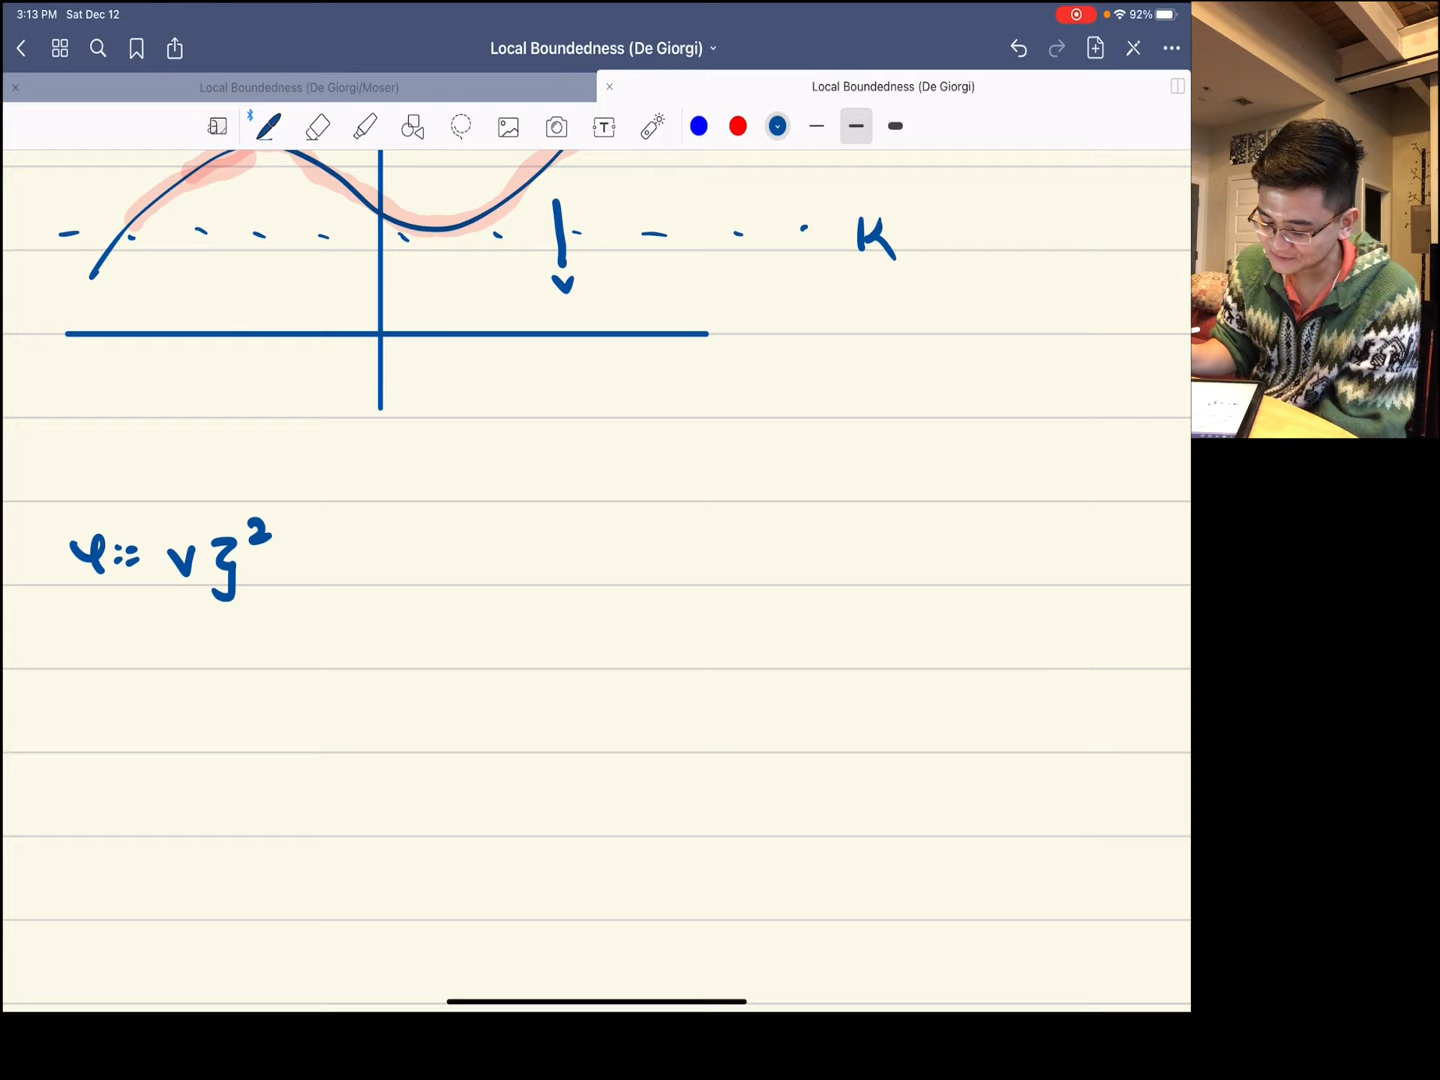 3:13 PM Sat Dec 12
92%
Local Boundedness (De Giorgi)
Local Boundedness (De Giorgi/Moser)
Local Boundedness (De Giorgi)
T
K
φ := v ξ²